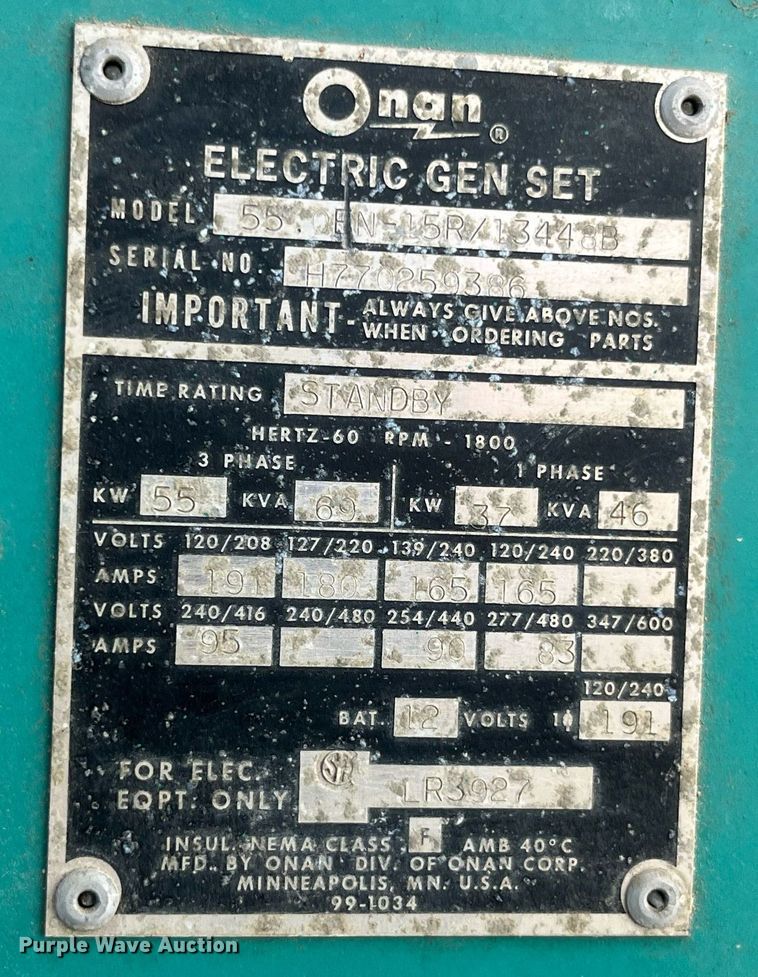 Onan ®
ELECTRIC GEN SET
MODEL 55.0EN-15R/13448B
SERIAL NO. H770259386
IMPORTANT- ALWAYS GIVE ABOVE NOS.
WHEN ORDERING PARTS
TIME RATING STANDBY
HERTZ-60 RPM - 1800
3 PHASE 1 PHASE
KW 55 KVA 69 KW 37 KVA 46
VOLTS 120/208 127/220 139/240 120/240 220/380
AMPS 191 180 165 165
VOLTS 240/416 240/480 254/440 277/480 347/600
AMPS 95 90 83
120/240
BAT. 12 VOLTS 1Φ 191
FOR ELEC. SA
EQPT. ONLY LR3927
INSUL. NEMA CLASS F AMB 40°C
MFD. BY ONAN DIV. OF ONAN CORP.
MINNEAPOLIS, MN. U.S.A.
99-1034
Purple Wave Auction